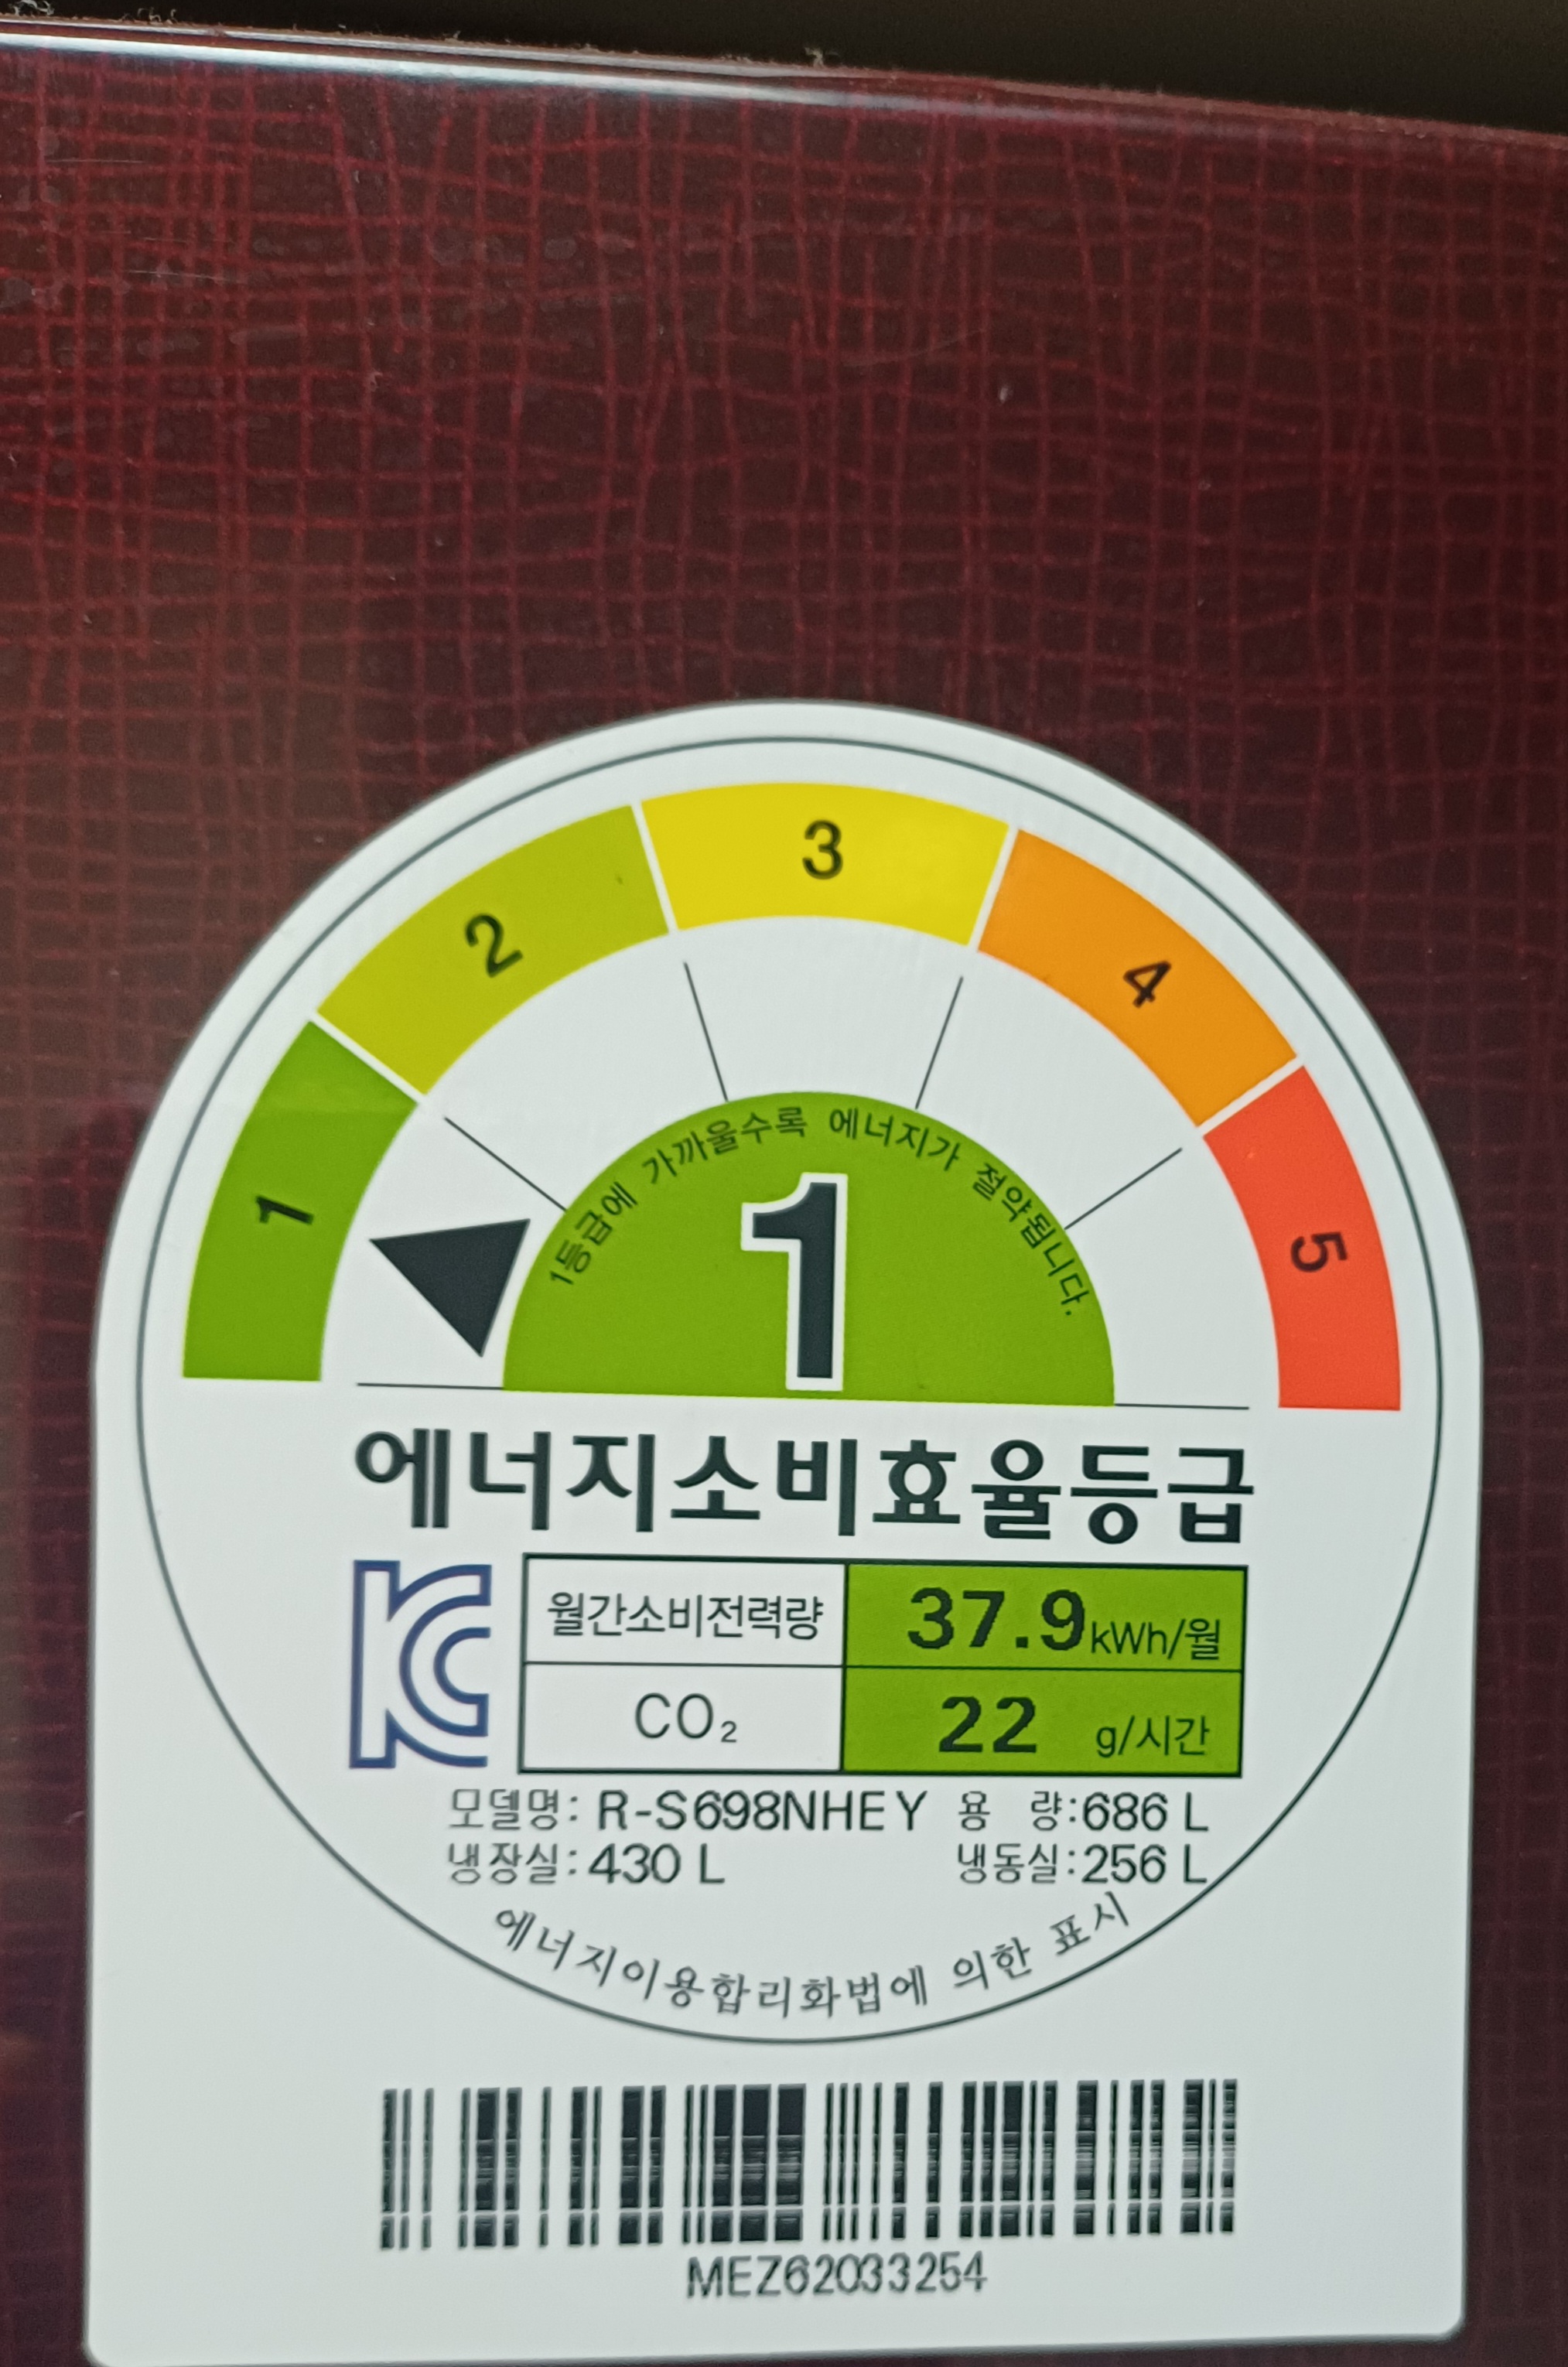 1
2
3
4
5
1등급에 가까울수록 에너지가 절약됩니다.
1
에너지소비효율등급
월간소비전력량 37.9 kWh/월
CO₂ 22 g/시간
모델명: R-S698NHEY 용 량:686 L
냉장실: 430 L 냉동실:256 L
에너지이용합리화법에 의한 표시
MEZ62033254